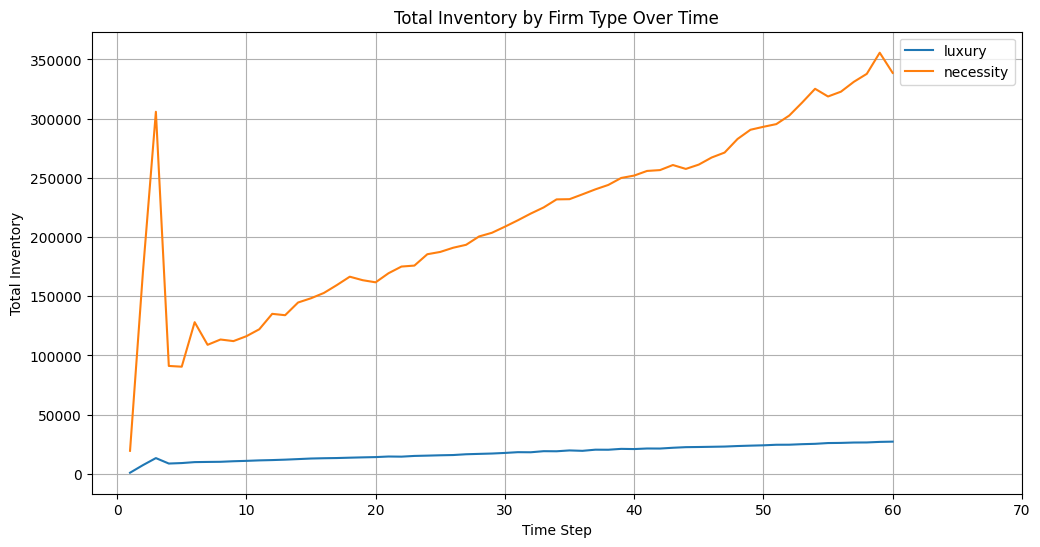 Total Inventory by Firm Type Over Time
luxury
necessity
350000
300000
250000
200000
150000
100000
50000
0
Total Inventory
0 10 20 30 40 50 60 70
Time Step